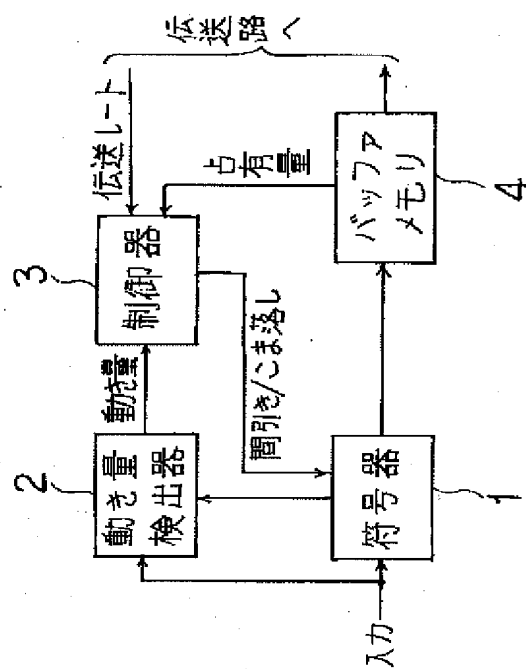 伝送路へ
伝送レート
占有量
3
制御器
バッファ
メモリ
4
動き量
間引き/こま落し
2
動き量
検出器
符号器
1
入力